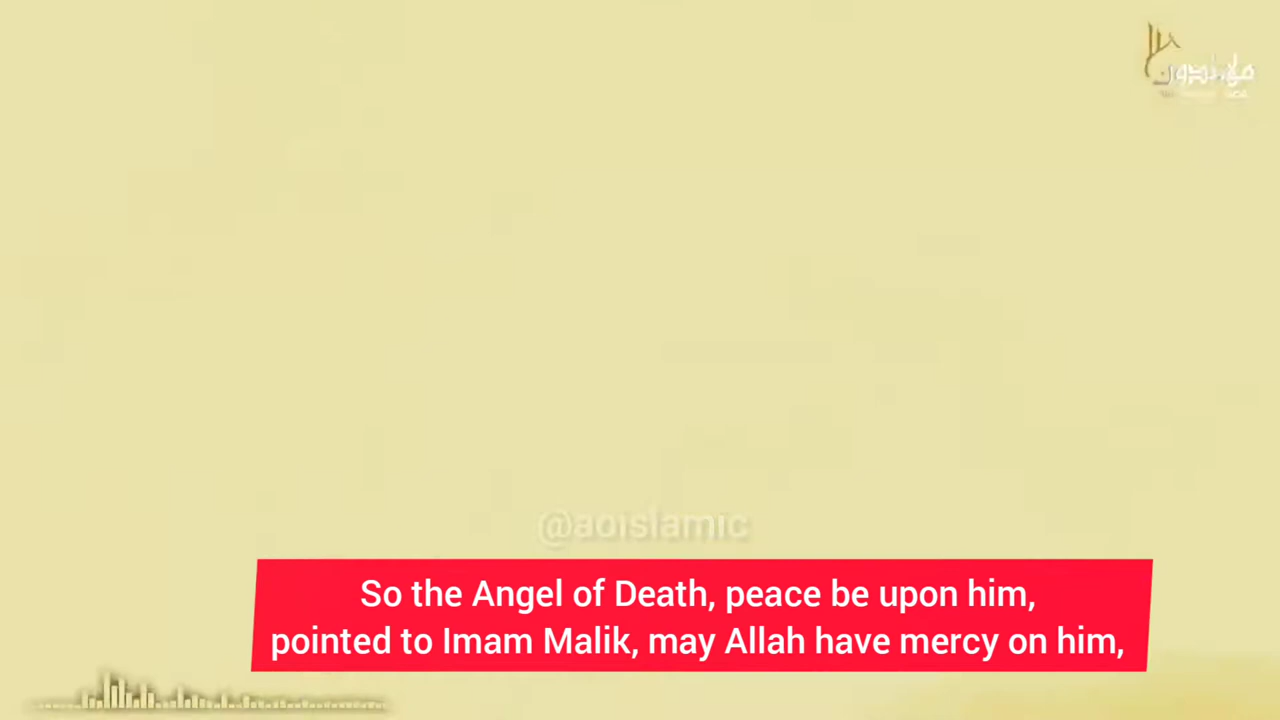 @aoislamic
So the Angel of Death, peace be upon him,
pointed to Imam Malik, may Allah have mercy on him,